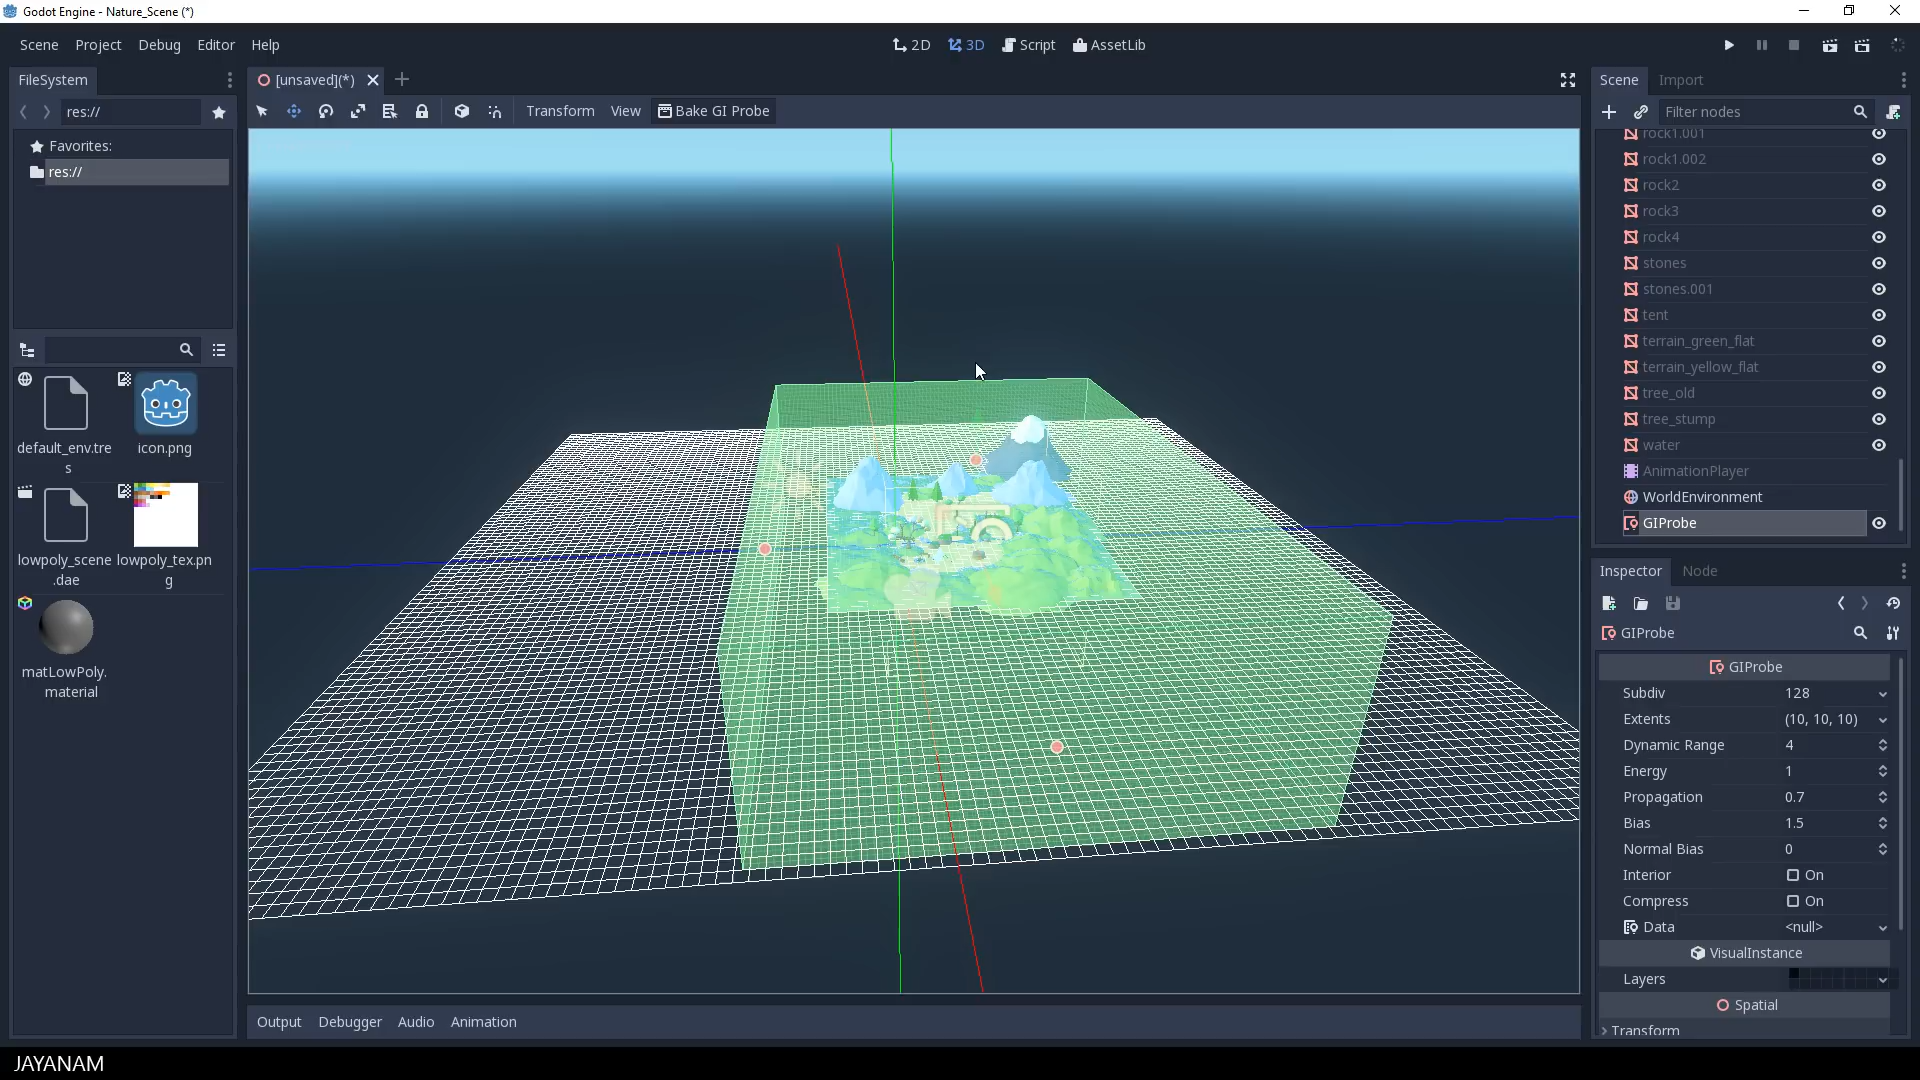 Godot Engine - Nature_Scene (*)
Scene Project Debug Editor Help
2D 3D Script AssetLib
FileSystem
[unsaved](*)
Scene Import
res://
Transform View Bake GI Probe
Filter nodes
Favorites:
res://
default_env.tre
s
icon.png
lowpoly_scene
.dae
lowpoly_tex.pn
g
matLowPoly.
material
rock1.001
rock1.002
rock2
rock3
rock4
stones
stones.001
tent
terrain_green_flat
terrain_yellow_flat
tree_old
tree_stump
water
AnimationPlayer
WorldEnvironment
GIProbe
Inspector Node
GIProbe
GIProbe
Subdiv 128
Extents (10, 10, 10)
Dynamic Range 4
Energy 1
Propagation 0.7
Bias 1.5
Normal Bias 0
Interior On
Compress On
Data <null>
VisualInstance
Layers
Spatial
Transform
Output Debugger Audio Animation
JAYANAM